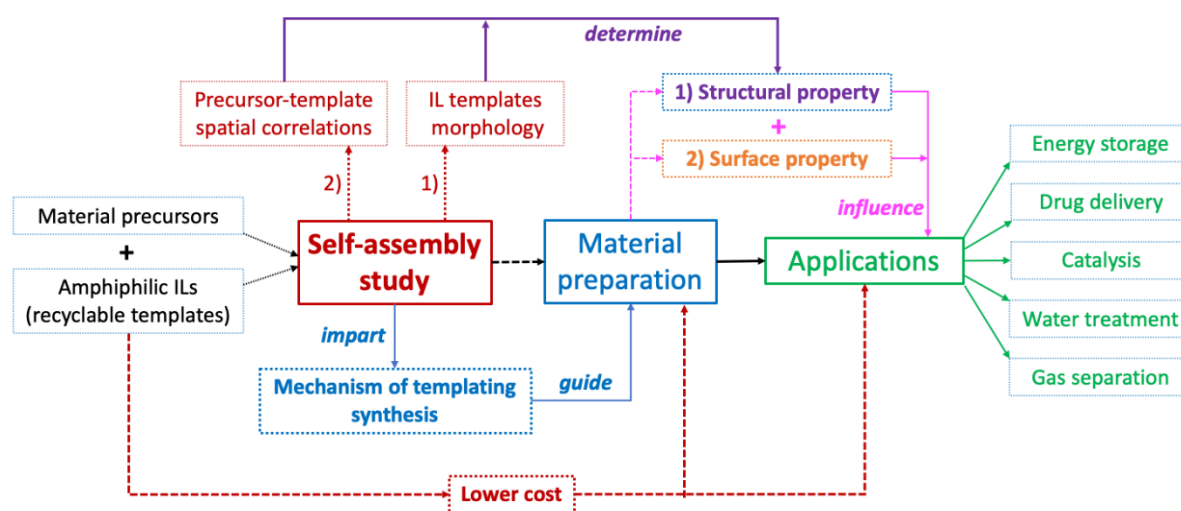 determine
Precursor-template
spatial correlations
IL templates
morphology
1) Structural property
+
2) Surface property
2)
1)
influence
Material precursors
+
Amphiphilic ILs
(recyclable templates)
Self-assembly
study
Material
preparation
Applications
Energy storage
Drug delivery
Catalysis
Water treatment
Gas separation
impart
Mechanism of templating
synthesis
guide
Lower cost